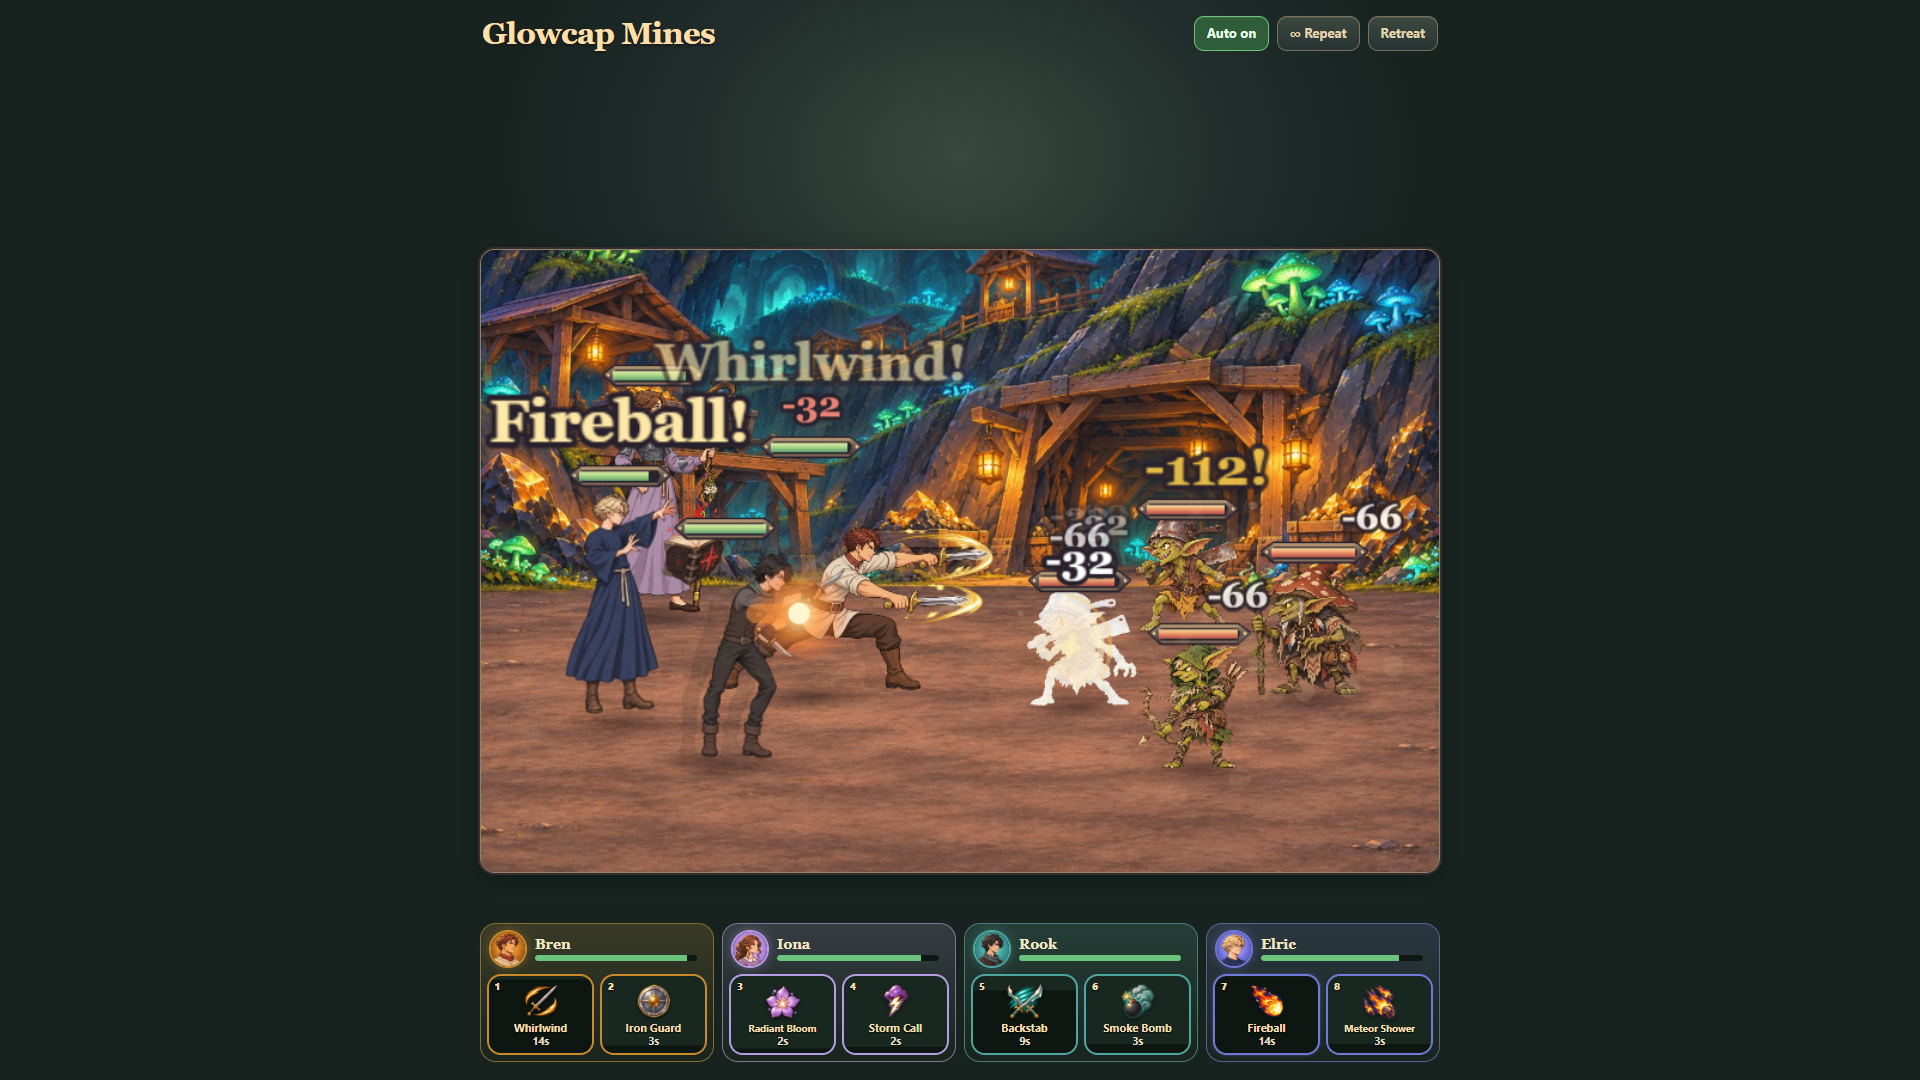 Glowcap Mines
Auto on
∞ Repeat
Retreat
Whirlwind!
Fireball!
-32
-112!
-66
-66
-32
-66
Bren
1
Whirlwind
14s
2
Iron Guard
3s
Iona
3
Radiant Bloom
2s
4
Storm Call
2s
Rook
5
Backstab
9s
6
Smoke Bomb
3s
Elric
7
Fireball
14s
8
Meteor Shower
3s